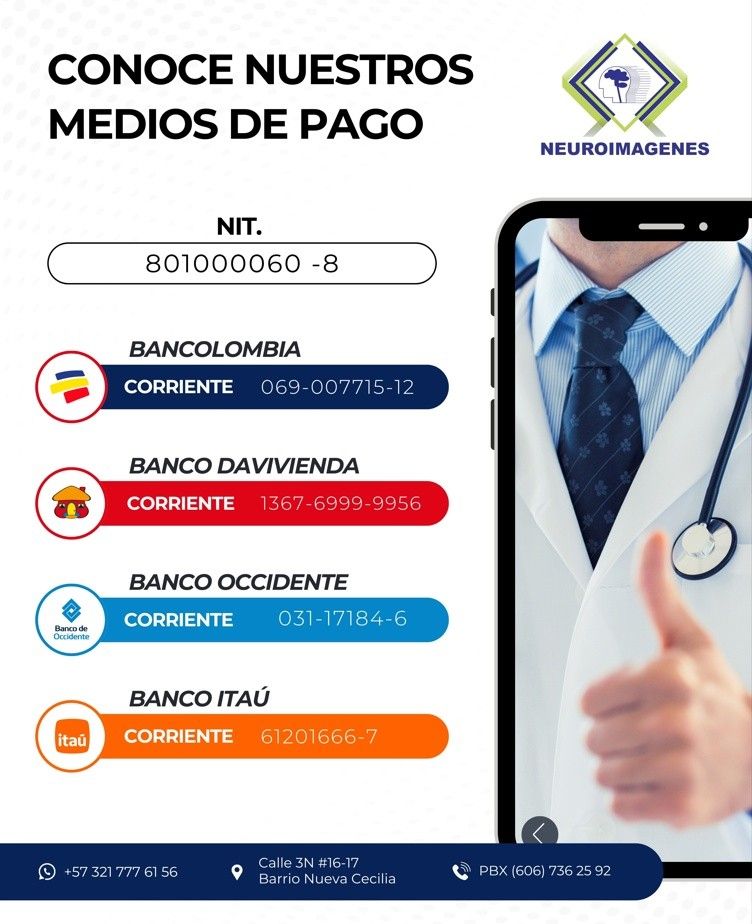 CONOCE NUESTROS
MEDIOS DE PAGO
NEUROIMAGENES
NIT.
801000060 -8
BANCOLOMBIA
CORRIENTE 069-007715-12
BANCO DAVIVIENDA
CORRIENTE 1367-6999-9956
BANCO OCCIDENTE
Banco de
Occidente
CORRIENTE 031-17184-6
BANCO ITAÚ
itaú
CORRIENTE 61201666-7
+57 321 777 61 56
Calle 3N #16-17
Barrio Nueva Cecilia
PBX (606) 736 25 92